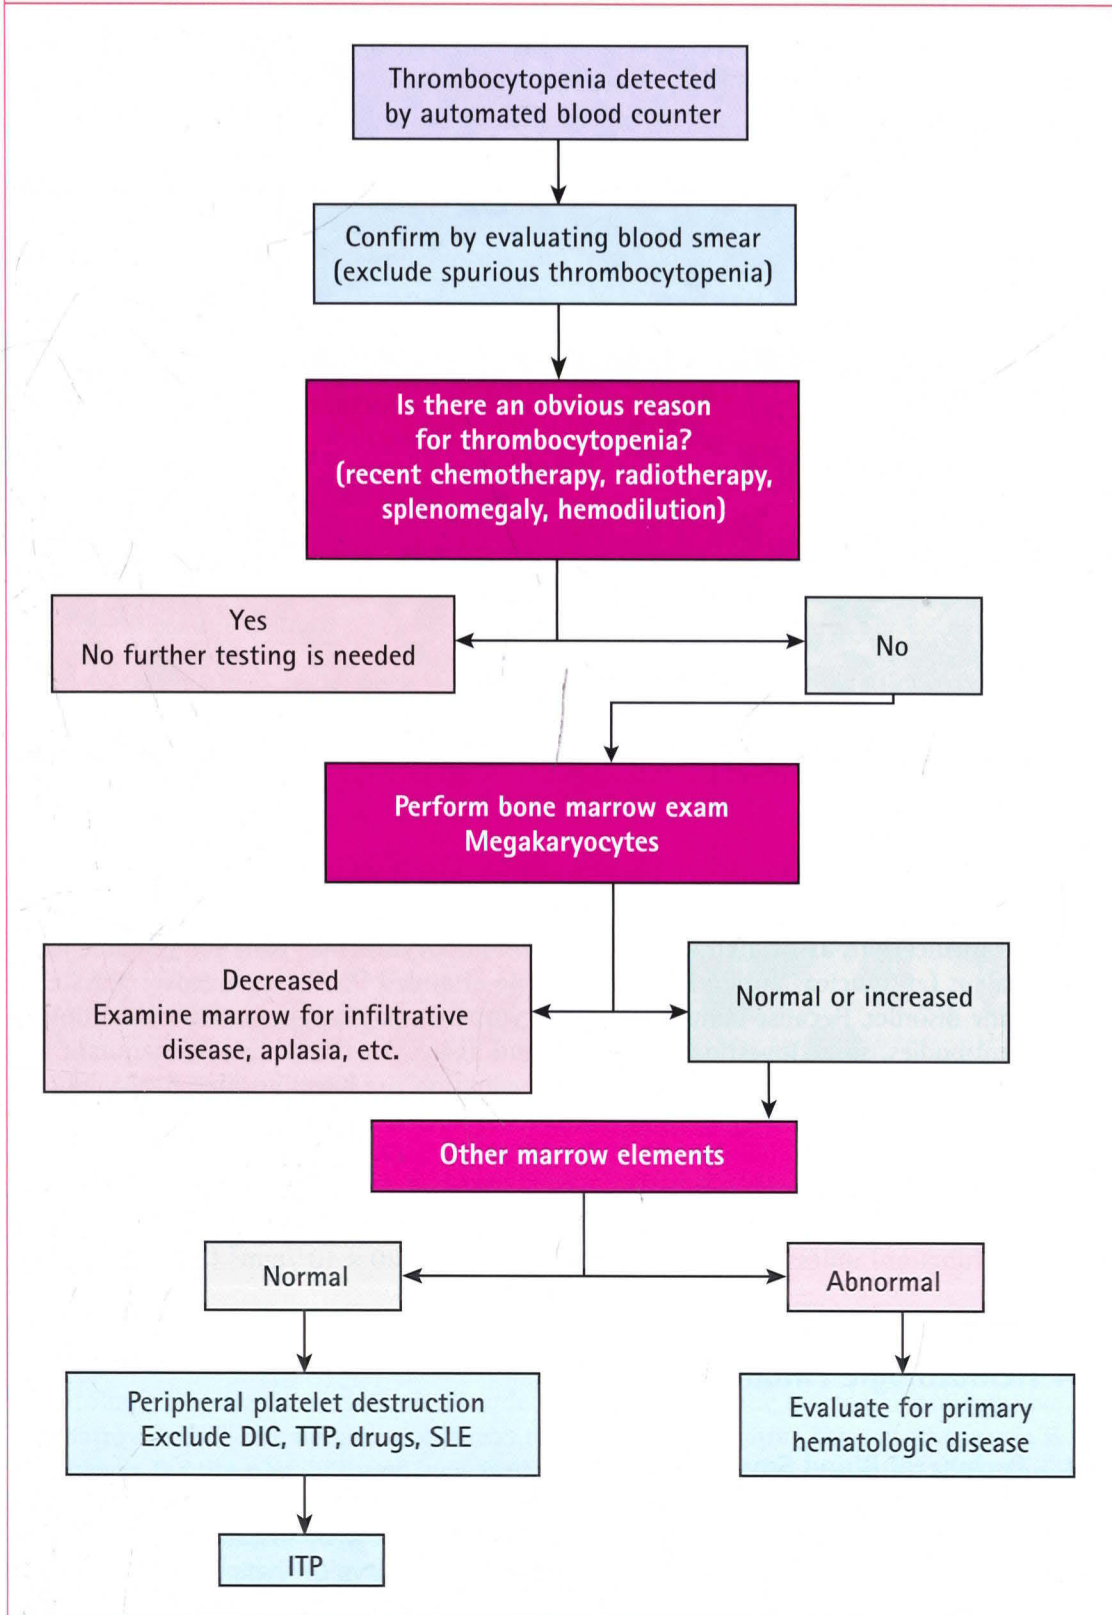 Thrombocytopenia detected
by automated blood counter
Confirm by evaluating blood smear
(exclude spurious thrombocytopenia)
Is there an obvious reason
for thrombocytopenia?
(recent chemotherapy, radiotherapy,
splenomegaly, hemodilution)
Yes
No further testing is needed
No
Perform bone marrow exam
Megakaryocytes
Decreased
Examine marrow for infiltrative
disease, aplasia, etc.
Normal or increased
Other marrow elements
Normal
Abnormal
Peripheral platelet destruction
Exclude DIC, TTP, drugs, SLE
Evaluate for primary
hematologic disease
ITP